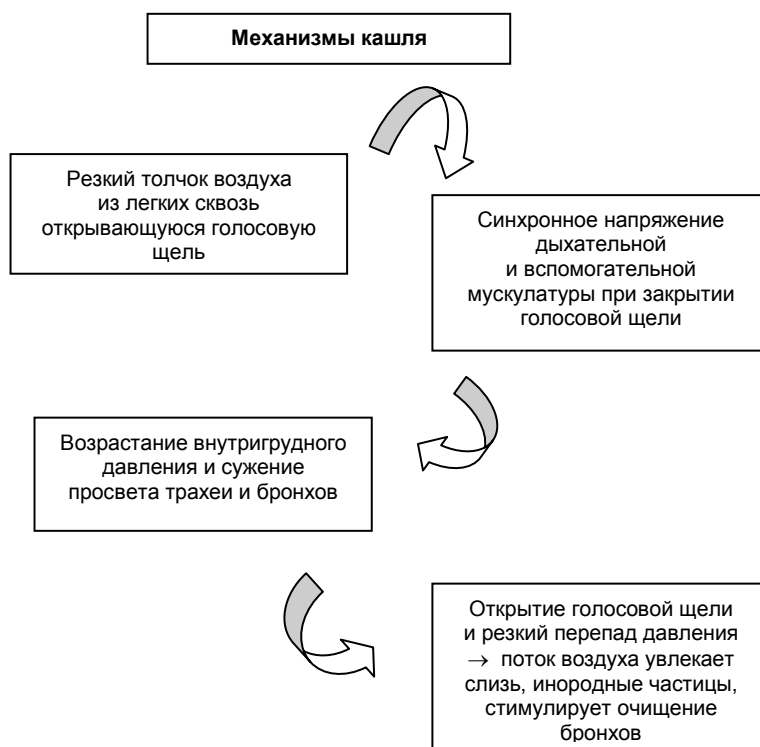 Механизмы кашля
Резкий толчок воздуха
из легких сквозь
открывающуюся голосовую
щель
Синхронное напряжение
дыхательной
и вспомогательной
мускулатуры при закрытии
голосовой щели
Возрастание внутригрудного
давления и сужение
просвета трахеи и бронхов
Открытие голосовой щели
и резкий перепад давления
→ поток воздуха увлекает
слизь, инородные частицы,
стимулирует очищение
бронхов